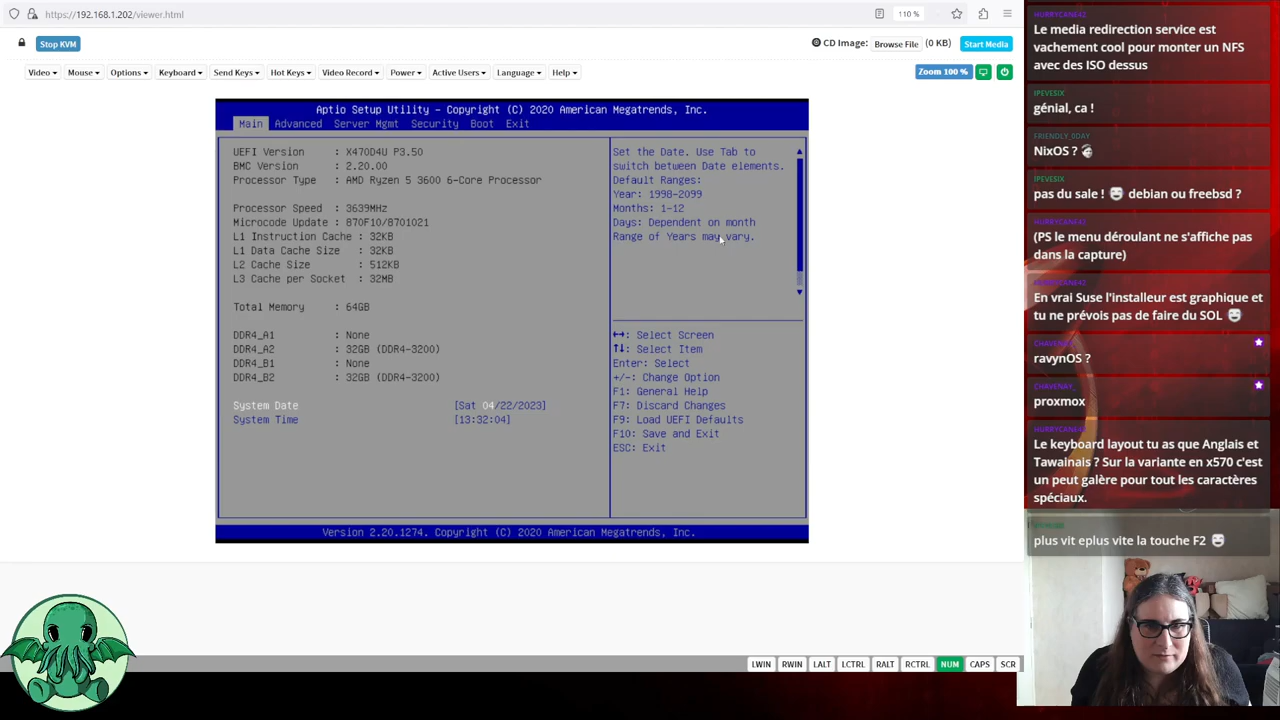 https://192.168.1.202/viewer.html
110 %
Stop KVM
CD Image: Browse File (0 KB) Start Media
Video Mouse Options Keyboard Send Keys Hot Keys Video Record Power Active Users Language Help
Zoom 100 %
Aptio Setup Utility – Copyright (C) 2020 American Megatrends, Inc.
Main Advanced Server Mgmt Security Boot Exit
UEFI Version : X470D4U P3.50
BMC Version : 2.20.00
Processor Type : AMD Ryzen 5 3600 6-Core Processor
Processor Speed : 3639MHz
Microcode Update : 870F10/8701021
L1 Instruction Cache : 32KB
L1 Data Cache Size : 32KB
L2 Cache Size : 512KB
L3 Cache per Socket : 32MB
Total Memory : 64GB
DDR4_A1 : None
DDR4_A2 : 32GB (DDR4-3200)
DDR4_B1 : None
DDR4_B2 : 32GB (DDR4-3200)
System Date [Sat 04/22/2023]
System Time [13:32:04]
Set the Date. Use Tab to
switch between Date elements.
Default Ranges:
Year: 1998-2099
Months: 1-12
Days: Dependent on month
Range of Years may vary.
↔: Select Screen
↑↓: Select Item
Enter: Select
+/-: Change Option
F1: General Help
F7: Discard Changes
F9: Load UEFI Defaults
F10: Save and Exit
ESC: Exit
Version 2.20.1274. Copyright (C) 2020 American Megatrends, Inc.
LWIN RWIN LALT LCTRL RALT RCTRL NUM CAPS SCR
HURRYCANE42
Le media redirection service est
vachement cool pour monter un NFS
avec des ISO dessus
IPEVESIX
génial, ca !
FRIENDLY_0DAY
NixOS ?
IPEVESIX
pas du sale ! debian ou freebsd ?
HURRYCANE42
(PS le menu déroulant ne s'affiche pas
dans la capture)
HURRYCANE42
En vrai Suse l'installeur est graphique et
tu ne prévois pas de faire du SOL
CHAVENAY_
ravynOS ?
CHAVENAY_
proxmox
HURRYCANE42
Le keyboard layout tu as que Anglais et
Tawainais ? Sur la variante en x570 c'est
un peut galère pour tout les caractères
spéciaux.
plus vit eplus vite la touche F2